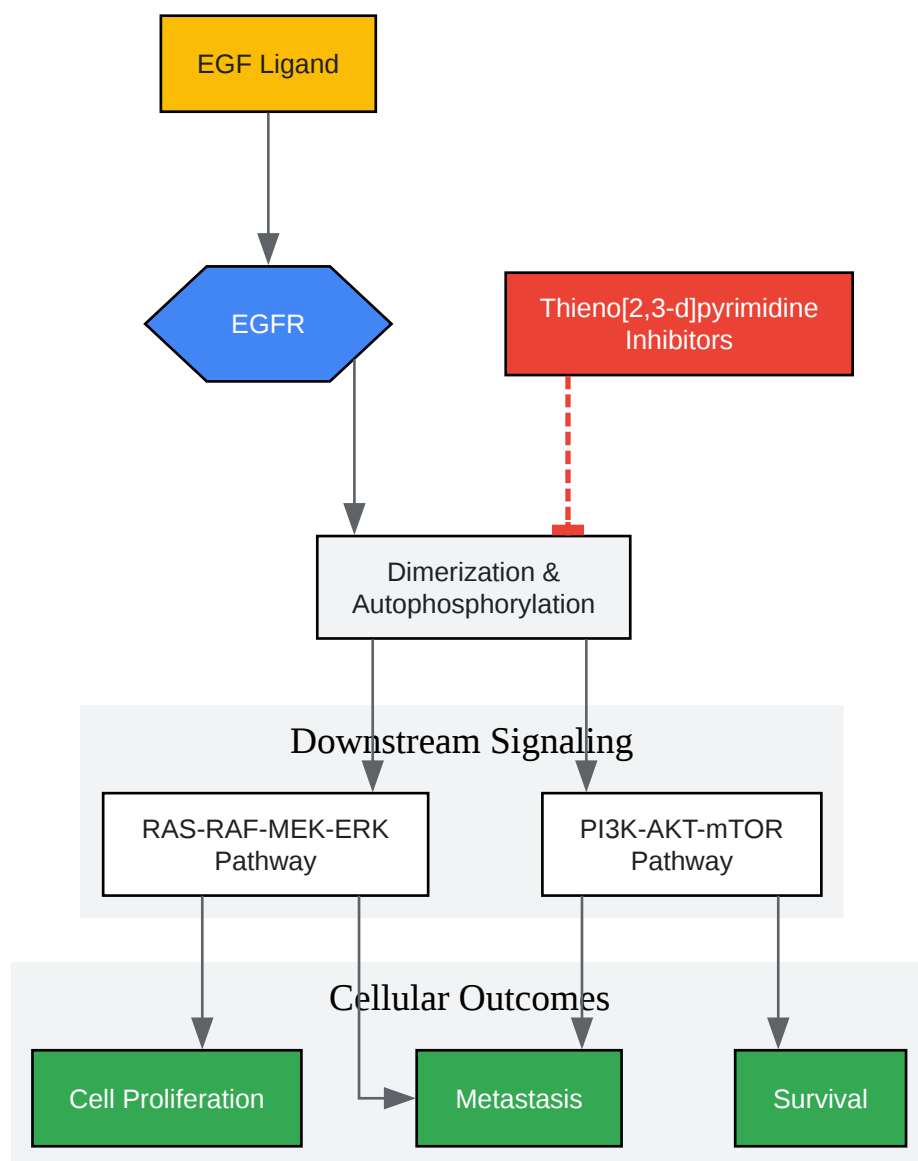 EGF Ligand
EGFR
Thieno[2,3-d]pyrimidine
Inhibitors
Dimerization &
Autophosphorylation
Downstream Signaling
RAS-RAF-MEK-ERK
Pathway
PI3K-AKT-mTOR
Pathway
Cellular Outcomes
Cell Proliferation
Metastasis
Survival